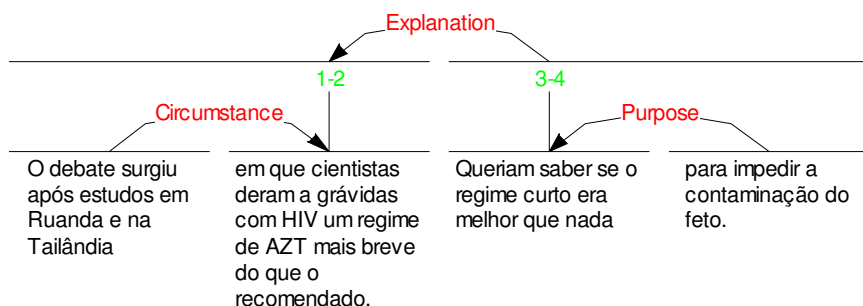 Explanation
1-2
3-4
Circumstance
Purpose
O debate surgiu
após estudos em
Ruanda e na
Tailândia
em que cientistas
deram a grávidas
com HIV um regime
de AZT mais breve
do que o
recomendado.
Queriam saber se o
regime curto era
melhor que nada
para impedir a
contaminação do
feto.